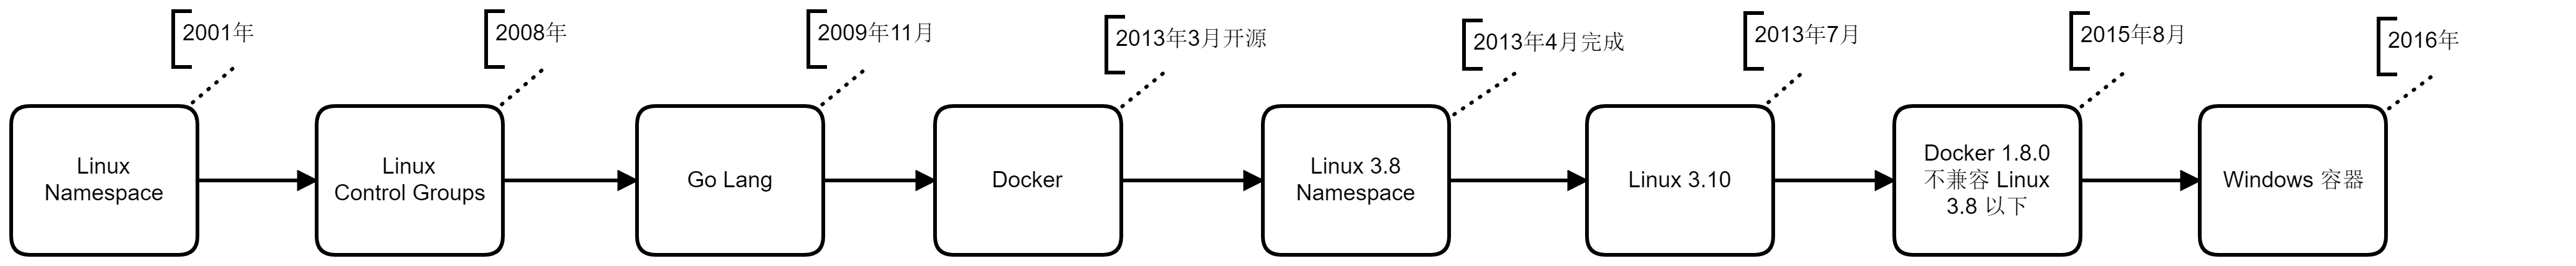 2001年
2008年
2009年11月
2013年3月开源
2013年4月完成
2013年7月
2015年8月
2016年
Linux
Namespace
Linux
Control Groups
Go Lang
Docker
Linux 3.8
Namespace
Linux 3.10
Docker 1.8.0
不兼容 Linux
3.8 以下
Windows 容器